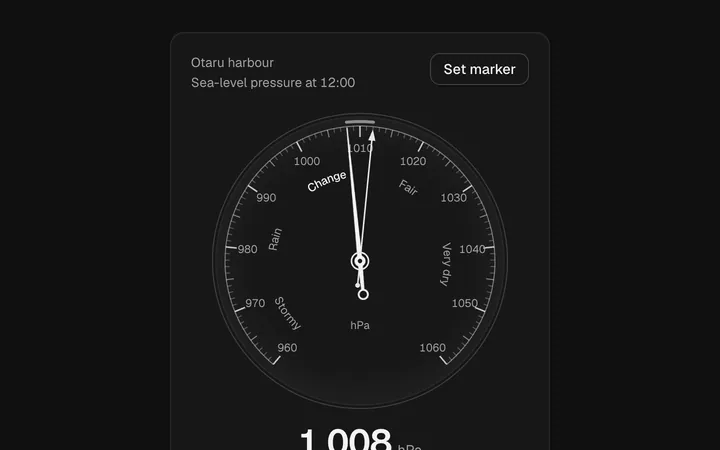 Otaru harbour
Sea-level pressure at 12:00
Set marker
1010
1000
1020
Change
Fair
990
1030
Rain
980
1040
Very dry
970
1050
Stormy
hPa
960
1060
1,008 hPa